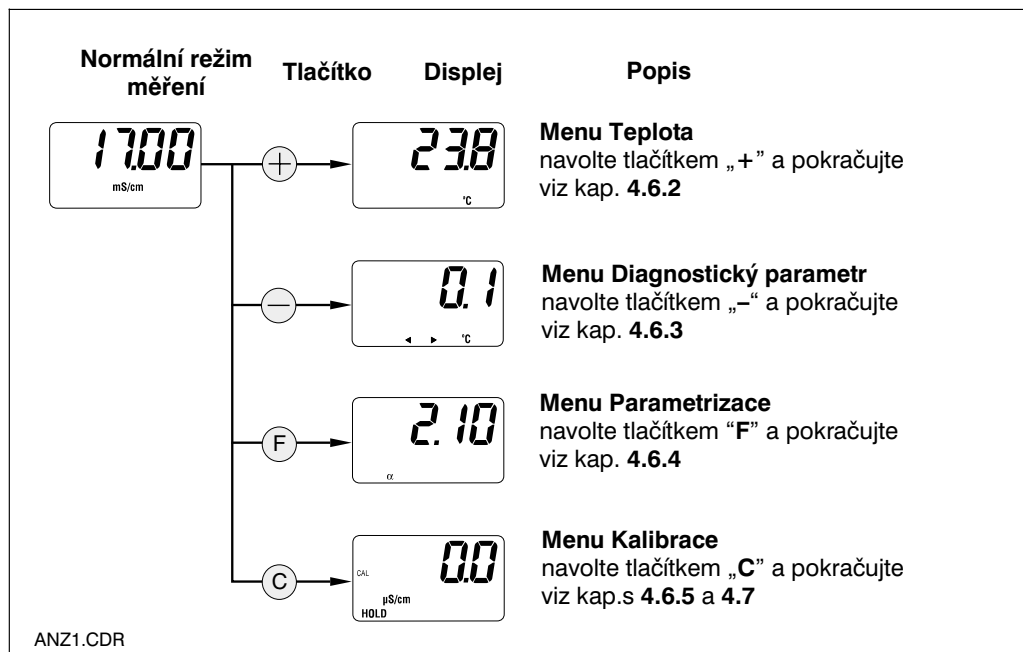 Normální režim
měření
Tlačítko
Displej
Popis
17.00
mS/cm
+
23.8
°C
Menu Teplota
navolte tlačítkem „+” a pokračujte
viz kap. 4.6.2
−
0.1
◄ ► °C
Menu Diagnostický parametr
navolte tlačítkem „–“ a pokračujte
viz kap. 4.6.3
F
2.10
α
Menu Parametrizace
navolte tlačítkem “F” a pokračujte
viz kap. 4.6.4
C
CAL
0.0
µS/cm
HOLD
Menu Kalibrace
navolte tlačítkem „C” a pokračujte
viz kap.s 4.6.5 a 4.7
ANZ1.CDR